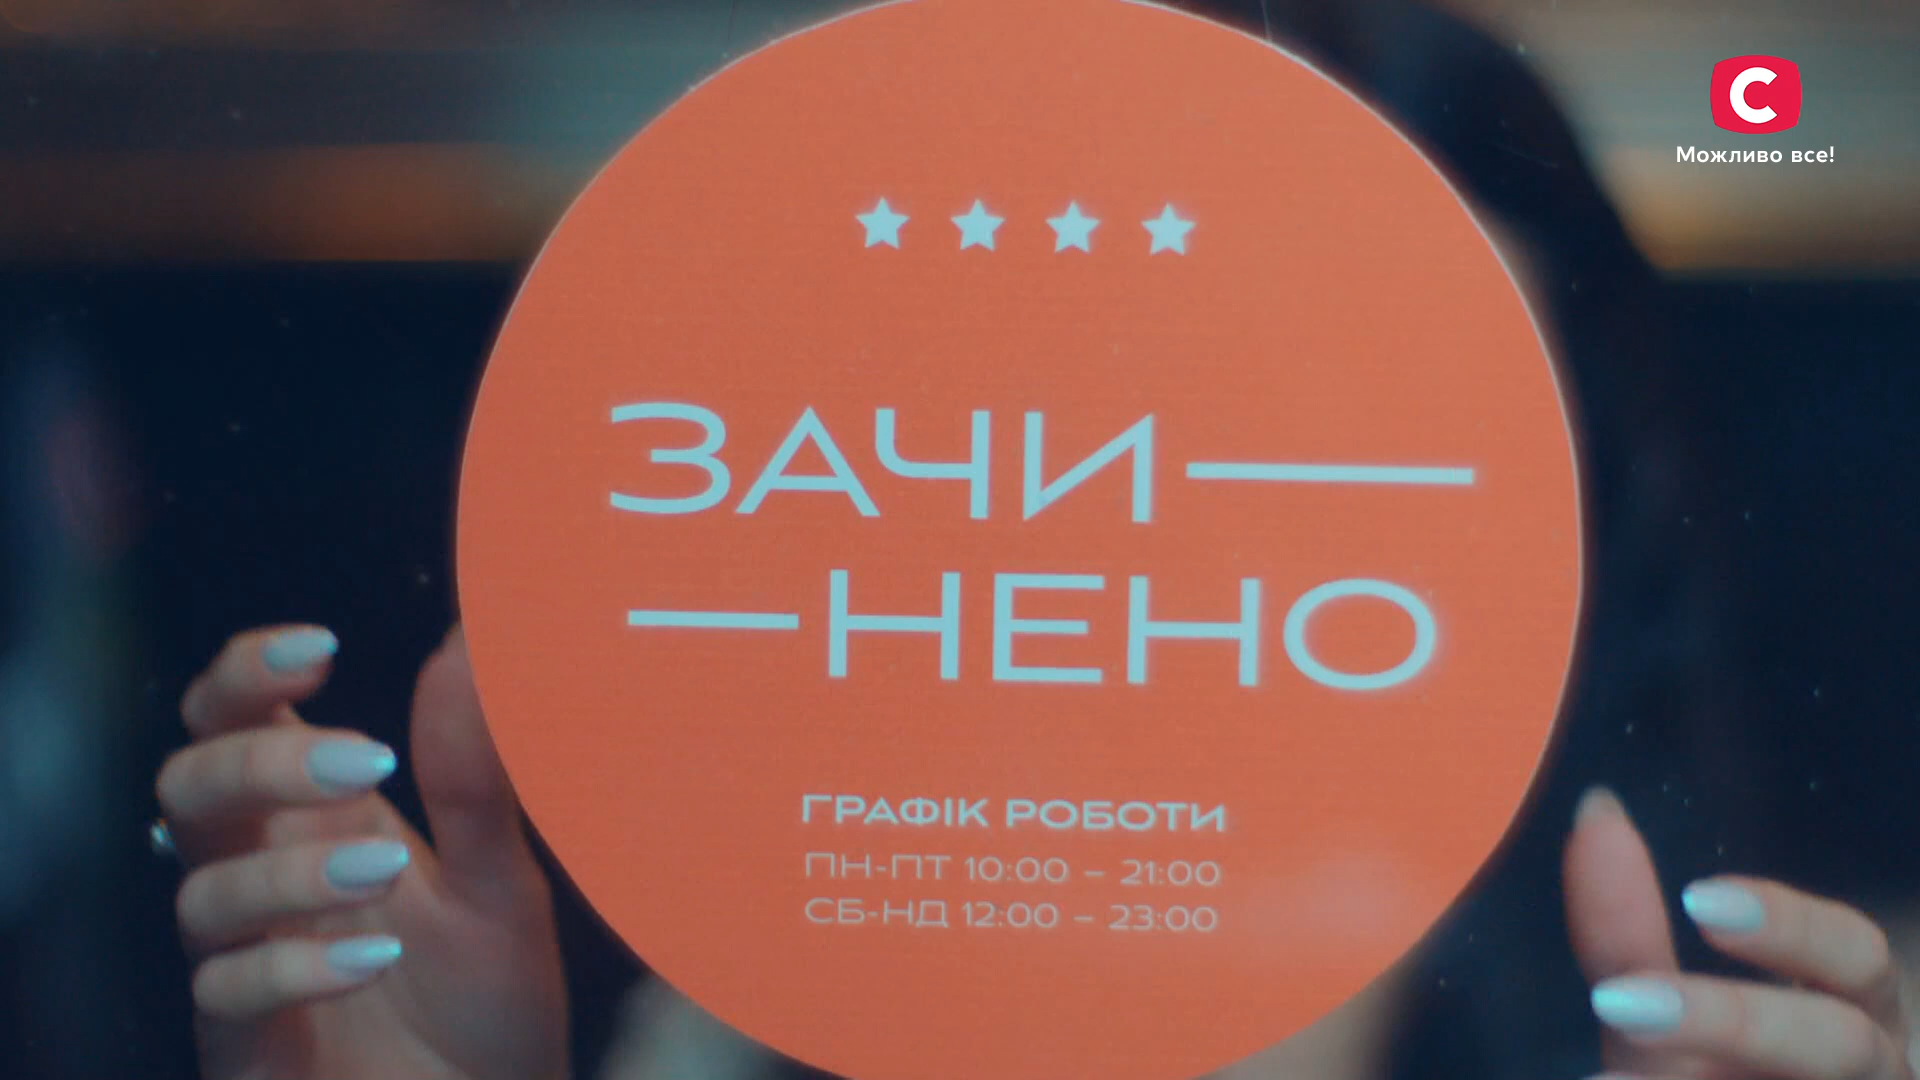 С
Можливо все!
ЗАЧИ—
—НЕНО
ГРАФІК РОБОТИ
ПН-ПТ 10:00 – 21:00
СБ-НД 12:00 – 23:00